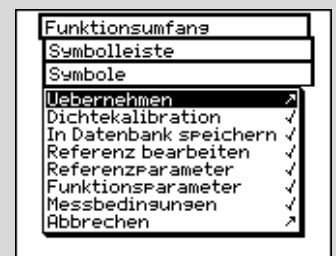 Funktionsumfang
Symbolleiste
Symbole
Uebernehmen ↗
Dichtekalibration √
In Datenbank speichern √
Referenz bearbeiten √
Referenzparameter √
Funktionsparameter √
Messbedingungen √
Abbrechen ↗